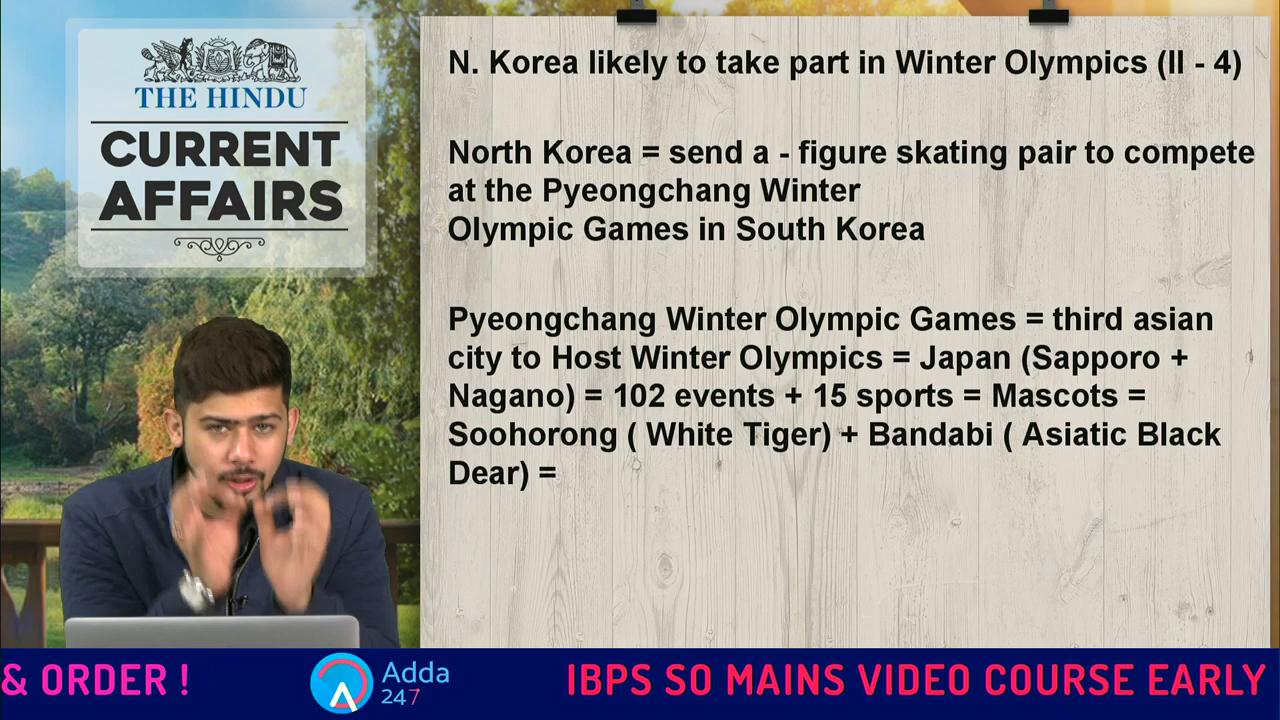 THE HINDU
CURRENT
AFFAIRS
N. Korea likely to take part in Winter Olympics (II - 4)
North Korea = send a - figure skating pair to compete
at the Pyeongchang Winter
Olympic Games in South Korea
Pyeongchang Winter Olympic Games = third asian
city to Host Winter Olympics = Japan (Sapporo +
Nagano) = 102 events + 15 sports = Mascots =
Soohorong ( White Tiger) + Bandabi ( Asiatic Black
Dear) =
& ORDER !
Adda
247
IBPS SO MAINS VIDEO COURSE EARLY